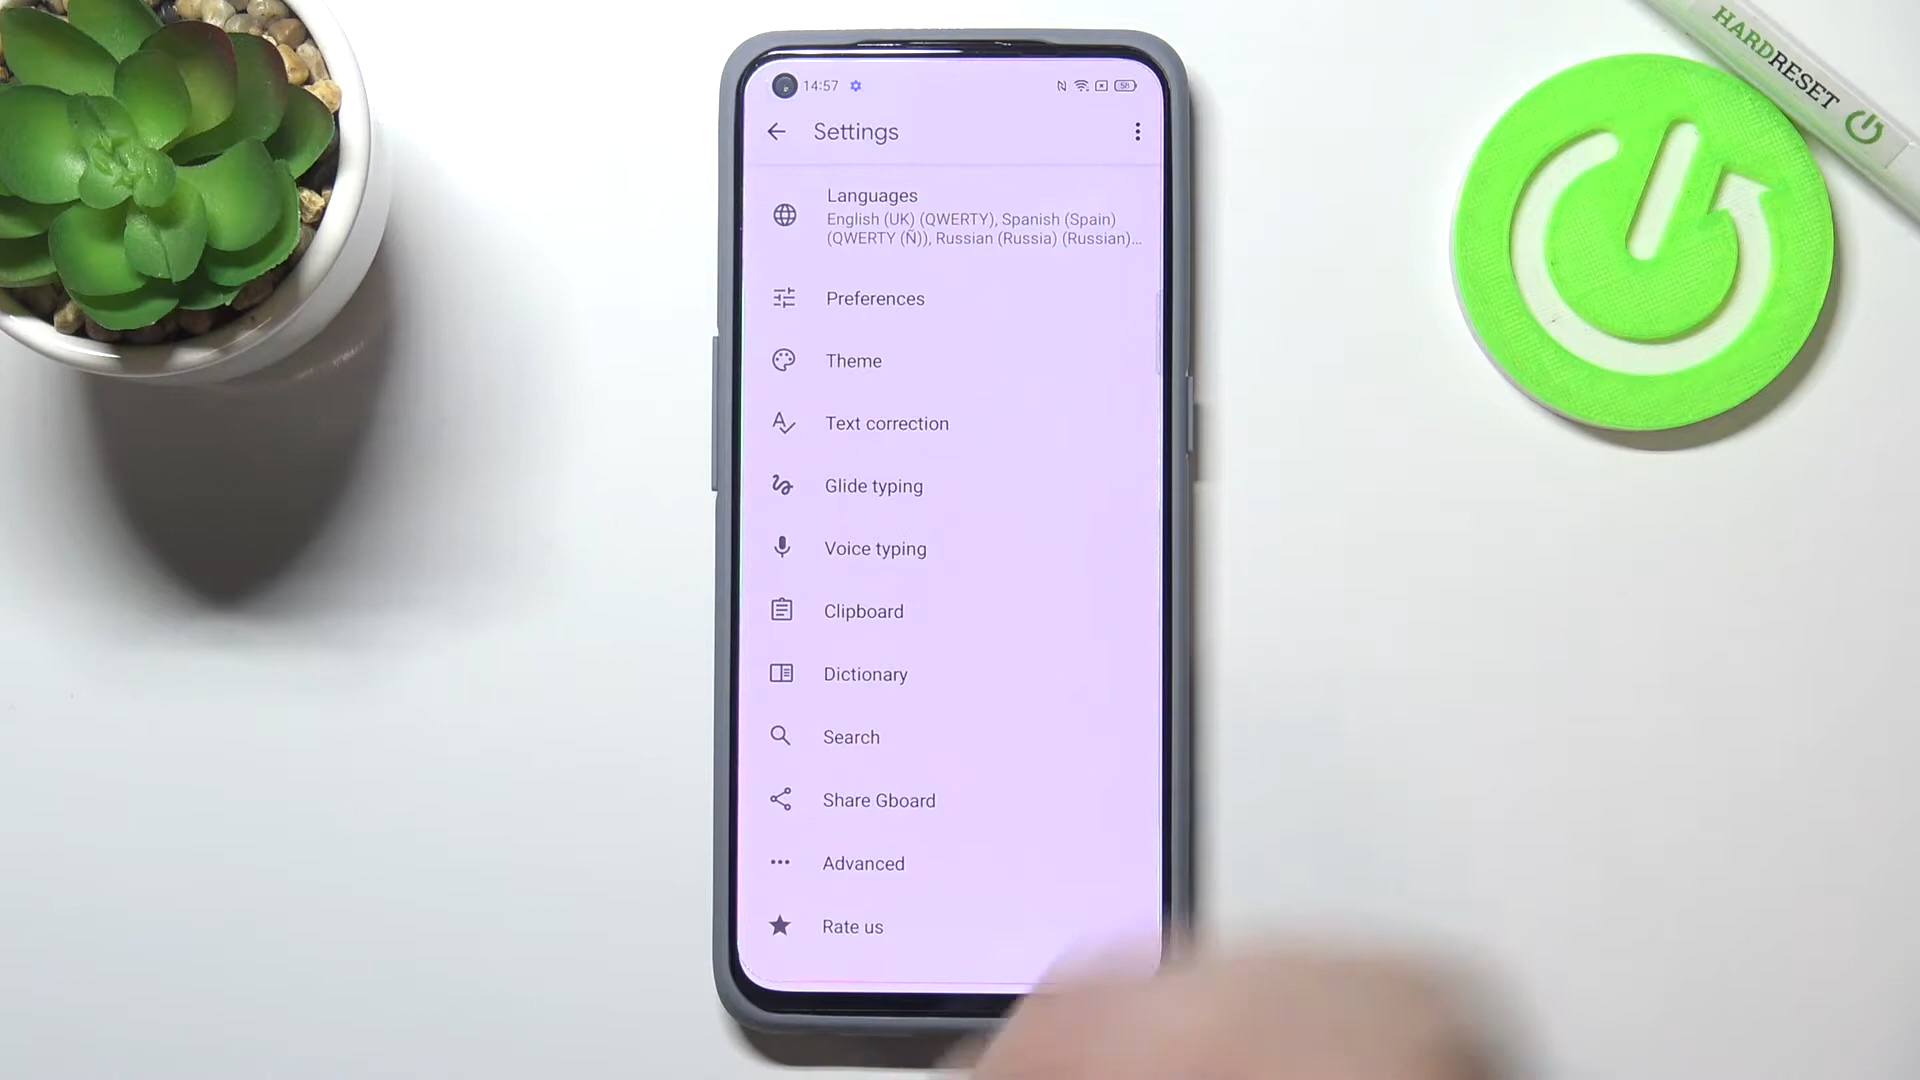 14:57
58
Settings
Languages
English (UK) (QWERTY), Spanish (Spain)
(QWERTY (Ñ)), Russian (Russia) (Russian)...
Preferences
Theme
Text correction
Glide typing
Voice typing
Clipboard
Dictionary
Search
Share Gboard
Advanced
Rate us
HARDRESET